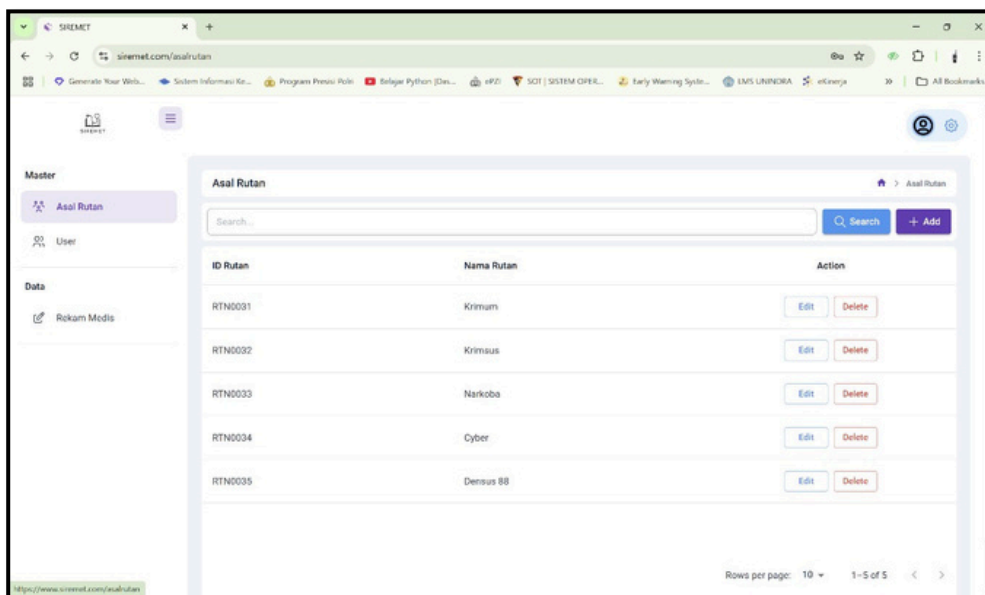 SIREMET
siremet.com/asalrutan
Generate Your Web... Sistem Informasi Ke... Program Presisi Polri Belajar Python [Das... ePZI SOT | SISTEM OPER... Early Warning Syste... LMS UNINDRA eKinerja » All Bookmarks
SIREMET
Master
Asal Rutan
User
Data
Rekam Medis
Asal Rutan > Asal Rutan
Search... Search + Add
ID Rutan Nama Rutan Action
RTN0031 Krimum Edit Delete
RTN0032 Krimsus Edit Delete
RTN0033 Narkoba Edit Delete
RTN0034 Cyber Edit Delete
RTN0035 Densus 88 Edit Delete
Rows per page: 10 1–5 of 5
https://www.siremet.com/asalrutan